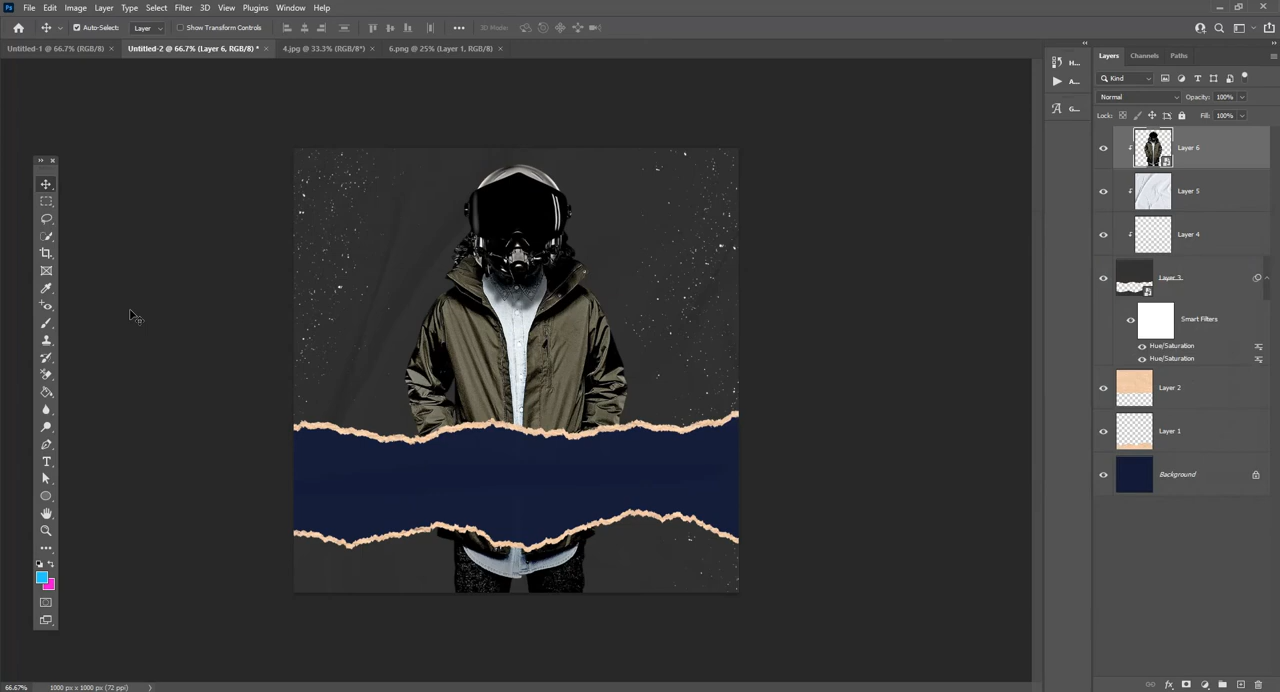 Ps File Edit Image Layer Type Select Filter 3D View Plugins Window Help
Auto-Select: Layer Show Transform Controls 3D Mode:
Untitled-1 @ 66.7% (RGB/8) × Untitled-2 @ 66.7% (Layer 6, RGB/8) * × 4.jpg @ 33.3% (RGB/8*) × 6.png @ 25% (Layer 1, RGB/8) ×
H...
A...
G...
Layers Channels Paths
Kind
Normal Opacity: 100%
Lock: Fill: 100%
Layer 6
Layer 5
Layer 4
Layer 3
Smart Filters
Hue/Saturation
Hue/Saturation
Layer 2
Layer 1
Background
66.67% 1000 px x 1000 px (72 ppi)